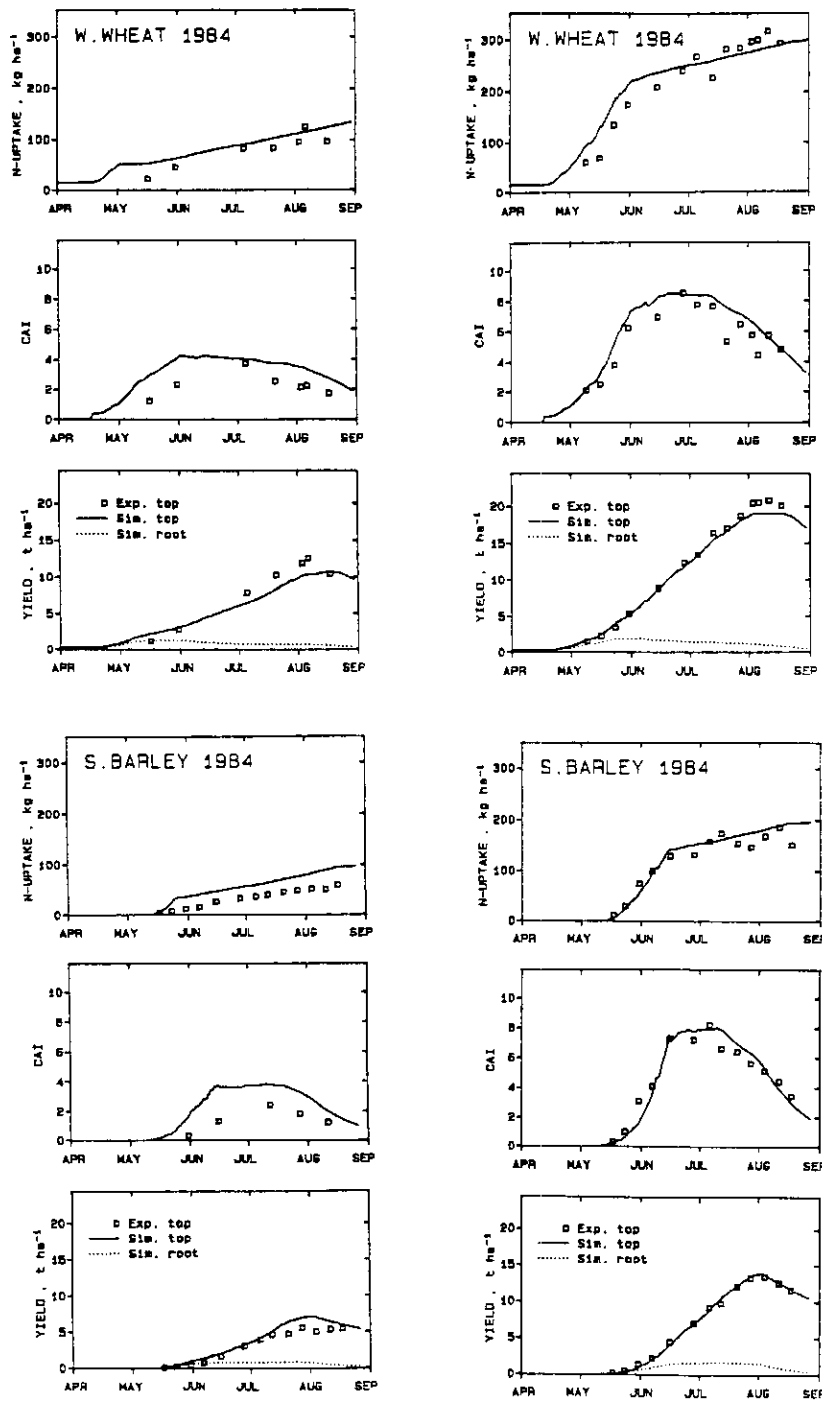 W.WHEAT 1984
N-UPTAKE , kg ha⁻¹
300
200
100
0
APR MAY JUN JUL AUG SEP
CAI
10
8
6
4
2
0
APR MAY JUN JUL AUG SEP
YIELD , t ha⁻¹
20
15
10
5
0
Exp. top
Sim. top
Sim. root
APR MAY JUN JUL AUG SEP
W.WHEAT 1984
N-UPTAKE , kg ha⁻¹
300
200
100
0
APR MAY JUN JUL AUG SEP
CAI
10
8
6
4
2
0
APR MAY JUN JUL AUG SEP
YIELD , t ha⁻¹
20
15
10
5
0
Exp. top
Sim. top
Sim. root
APR MAY JUN JUL AUG SEP
S.BARLEY 1984
N-UPTAKE , kg ha⁻¹
300
200
100
0
APR MAY JUN JUL AUG SEP
CAI
10
8
6
4
2
0
APR MAY JUN JUL AUG SEP
YIELD , t ha⁻¹
20
15
10
5
0
Exp. top
Sim. top
Sim. root
APR MAY JUN JUL AUG SEP
S.BARLEY 1984
N-UPTAKE , kg ha⁻¹
300
200
100
0
APR MAY JUN JUL AUG SEP
CAI
10
8
6
4
2
0
APR MAY JUN JUL AUG SEP
YIELD , t ha⁻¹
20
15
10
5
0
Exp. top
Sim. top
Sim. root
APR MAY JUN JUL AUG SEP